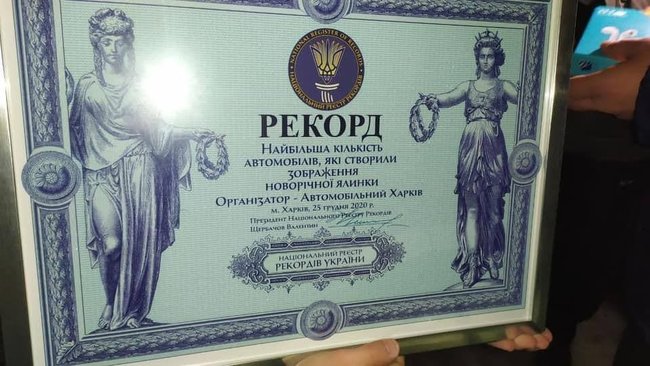 NATIONAL REGISTER OF RECORDS
НАЦІОНАЛЬНИЙ РЕЄСТР РЕКОРДІВ
РЕКОРД
НАЙБІЛЬША КІЛЬКІСТЬ
АВТОМОБІЛІВ, ЯКІ СТВОРИЛИ
ЗОБРАЖЕННЯ
НОВОРІЧНОЇ ЯЛИНКИ
ОРГАНІЗАТОР - АВТОМОБІЛЬНИЙ ХАРКІВ
М. ХАРКІВ, 25 ГРУДНЯ 2020 Р.
ПРЕЗИДЕНТ НАЦІОНАЛЬНОГО РЕЄСТРУ РЕКОРДІВ
ЩЕРБАЧОВ ВАЛЕНТИН
НАЦІОНАЛЬНИЙ РЕЄСТР
РЕКОРДІВ УКРАЇНИ